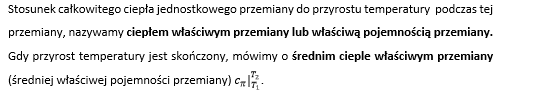 Stosunek całkowitego ciepła jednostkowego przemiany do przyrostu temperatury podczas tej
przemiany, nazywamy ciepłem właściwym przemiany lub właściwą pojemnością przemiany.
Gdy przyrost temperatury jest skończony, mówimy o średnim cieple właściwym przemiany
(średniej właściwej pojemności przemiany) cπ|T₂T₁ .